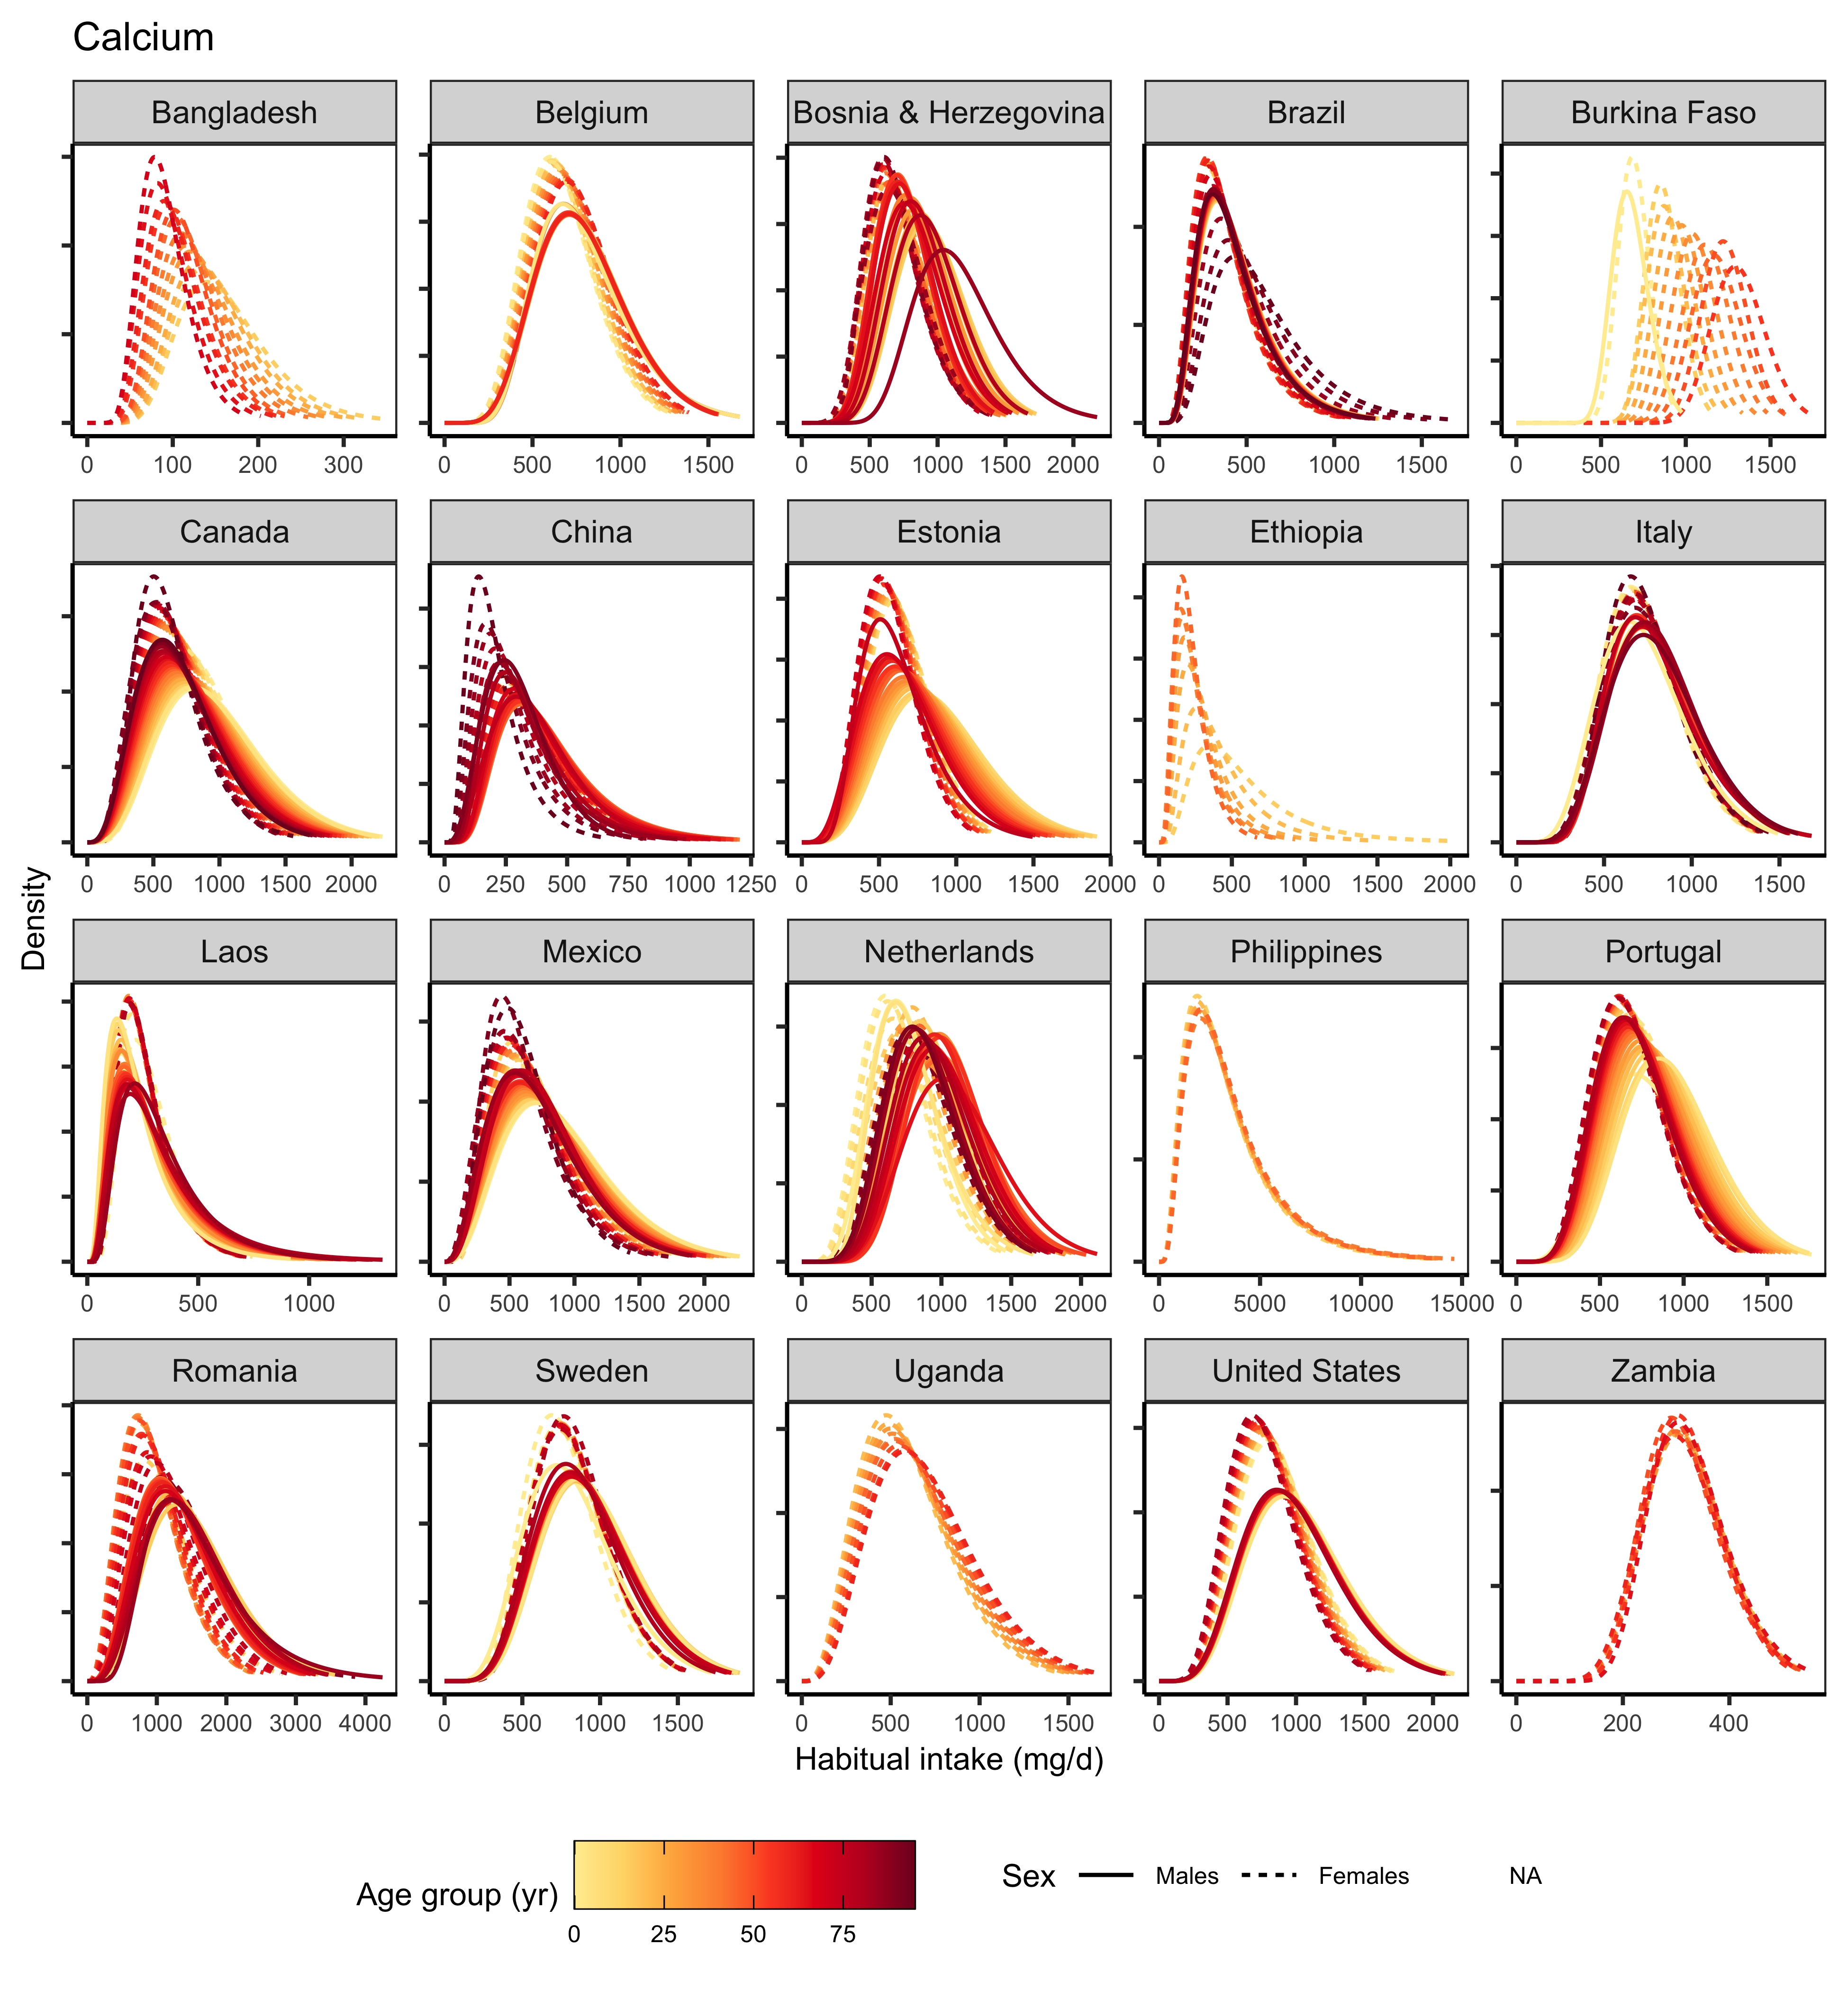 Calcium
Bangladesh Belgium Bosnia & Herzegovina Brazil Burkina Faso
0 100 200 300 0 500 1000 1500 0 500 1000 1500 2000 0 500 1000 1500 0 500 1000 1500
Canada China Estonia Ethiopia Italy
0 500 1000 1500 2000 0 250 500 750 1000 1250 0 500 1000 1500 2000 0 500 1000 1500 2000 0 500 1000 1500
Density
Laos Mexico Netherlands Philippines Portugal
0 500 1000 0 500 1000 1500 2000 0 500 1000 1500 2000 0 5000 10000 15000 0 500 1000 1500
Romania Sweden Uganda United States Zambia
0 1000 2000 3000 4000 0 500 1000 1500 0 500 1000 1500 0 500 1000 1500 2000 0 200 400
Habitual intake (mg/d)
Age group (yr) Sex Males Females NA
0 25 50 75